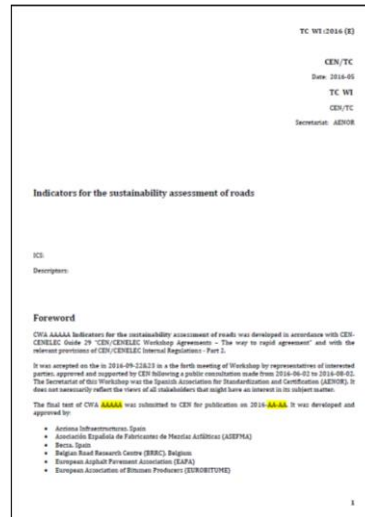 TC WI :2016 (E)
CEN/TC
Date: 2016-05
TC WI
CEN/TC
Secretariat: AENOR
Indicators for the sustainability assessment of roads
ICS:
Descriptors:
Foreword
CWA AAAAA Indicators for the sustainability assessment of roads was developed in accordance with CEN-
CENELEC Guide 29 "CEN/CENELEC Workshop Agreements – The way to rapid agreement" and with the
relevant provisions of CEN/CENELEC Internal Regulations - Part 2.
It was accepted on the in 2016-09-22&23 in a the forth meeting of Workshop by representatives of interested
parties, approved and supported by CEN following a public consultation made from 2016-06-02 to 2016-08-02.
The Secretariat of this Workshop was the Spanish Association for Standardization and Certification (AENOR). It
does not necessarily reflect the views of all stakeholders that might have an interest in its subject matter.
The final text of CWA AAAAA was submitted to CEN for publication on 2016-AA-AA. It was developed and
approved by:
• Acciona Infraestructuras. Spain
• Asociación Española de Fabricantes de Mezclas Asfálticas (ASEFMA)
• Becsa. Spain
• Belgian Road Research Centre (BRRC). Belgium
• European Asphalt Pavement Association (EAPA)
• European Association of Bitumen Producers (EUROBITUME)
1